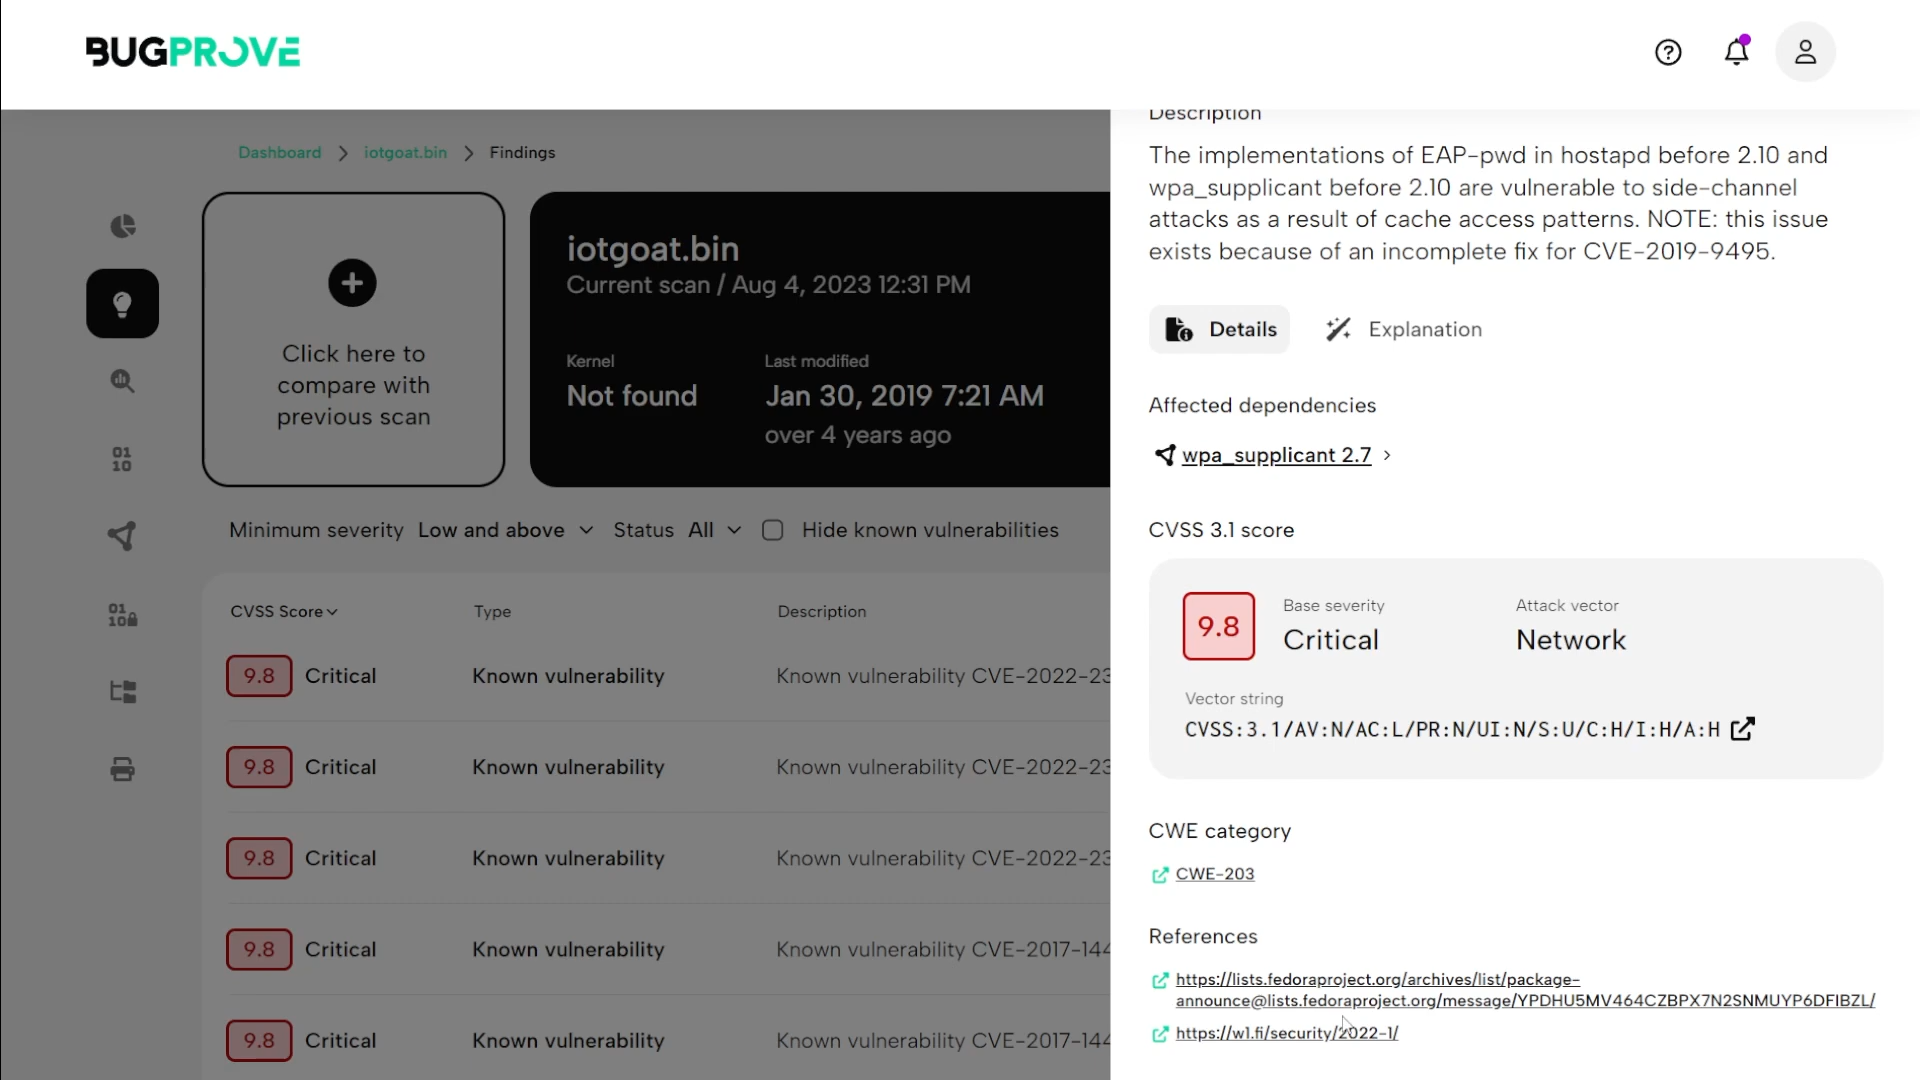 BUGPROVE
Dashboard > iotgoat.bin > Findings
Click here to
compare with
previous scan
iotgoat.bin
Current scan / Aug 4, 2023 12:31 PM
Kernel
Not found
Last modified
Jan 30, 2019 7:21 AM
over 4 years ago
Minimum severity Low and above Status All Hide known vulnerabilities
CVSS Score Type Description
9.8 Critical Known vulnerability Known vulnerability CVE-2022-23
9.8 Critical Known vulnerability Known vulnerability CVE-2022-23
9.8 Critical Known vulnerability Known vulnerability CVE-2022-23
9.8 Critical Known vulnerability Known vulnerability CVE-2017-144
9.8 Critical Known vulnerability Known vulnerability CVE-2017-144
01
10
01
10
Description
The implementations of EAP-pwd in hostapd before 2.10 and
wpa_supplicant before 2.10 are vulnerable to side-channel
attacks as a result of cache access patterns. NOTE: this issue
exists because of an incomplete fix for CVE-2019-9495.
Details Explanation
Affected dependencies
wpa_supplicant 2.7 >
CVSS 3.1 score
9.8
Base severity
Critical
Attack vector
Network
Vector string
CVSS:3.1/AV:N/AC:L/PR:N/UI:N/S:U/C:H/I:H/A:H
CWE category
CWE-203
References
https://lists.fedoraproject.org/archives/list/package-
announce@lists.fedoraproject.org/message/YPDHU5MV464CZBPX7N2SNMUYP6DFIBZL/
https://w1.fi/security/2022-1/